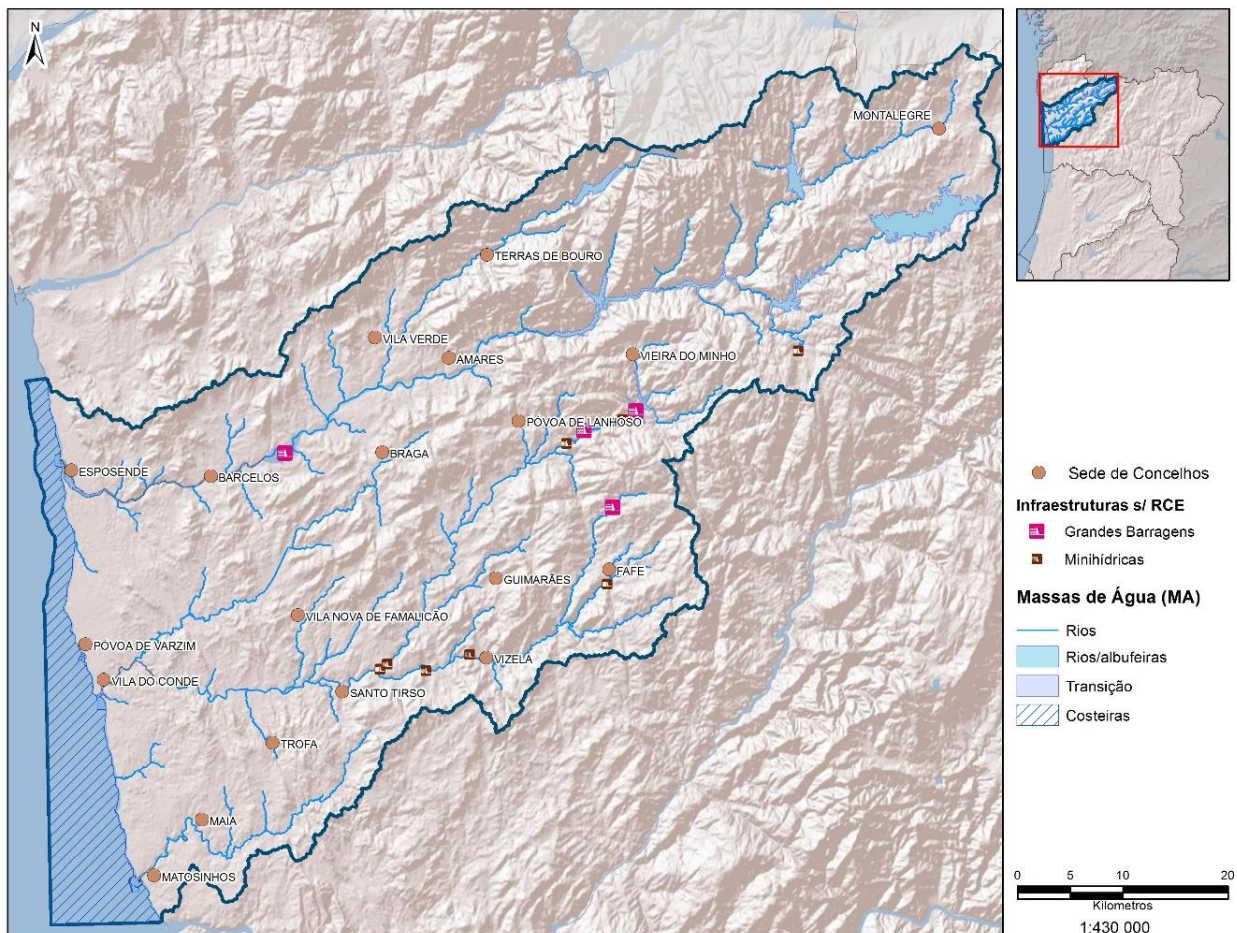 N
MONTALEGRE
TERRAS DE BOURO
VILA VERDE
AMARES
VIEIRA DO MINHO
PÓVOA DE LANHOSO
BRAGA
ESPOSENDE
BARCELOS
FAFE
GUIMARÃES
VILA NOVA DE FAMALICÃO
PÓVOA DE VARZIM
VIZELA
VILA DO CONDE
SANTO TIRSO
TROFA
MAIA
MATOSINHOS
Sede de Concelhos
Infraestruturas s/ RCE
Grandes Barragens
Minihídricas
Massas de Água (MA)
Rios
Rios/albufeiras
Transição
Costeiras
0 5 10 20
Kilometros
1:430 000